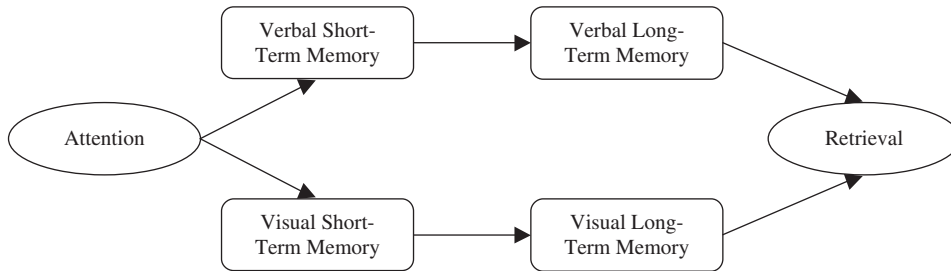 Verbal Short-
Term Memory
Verbal Long-
Term Memory
Attention
Retrieval
Visual Short-
Term Memory
Visual Long-
Term Memory